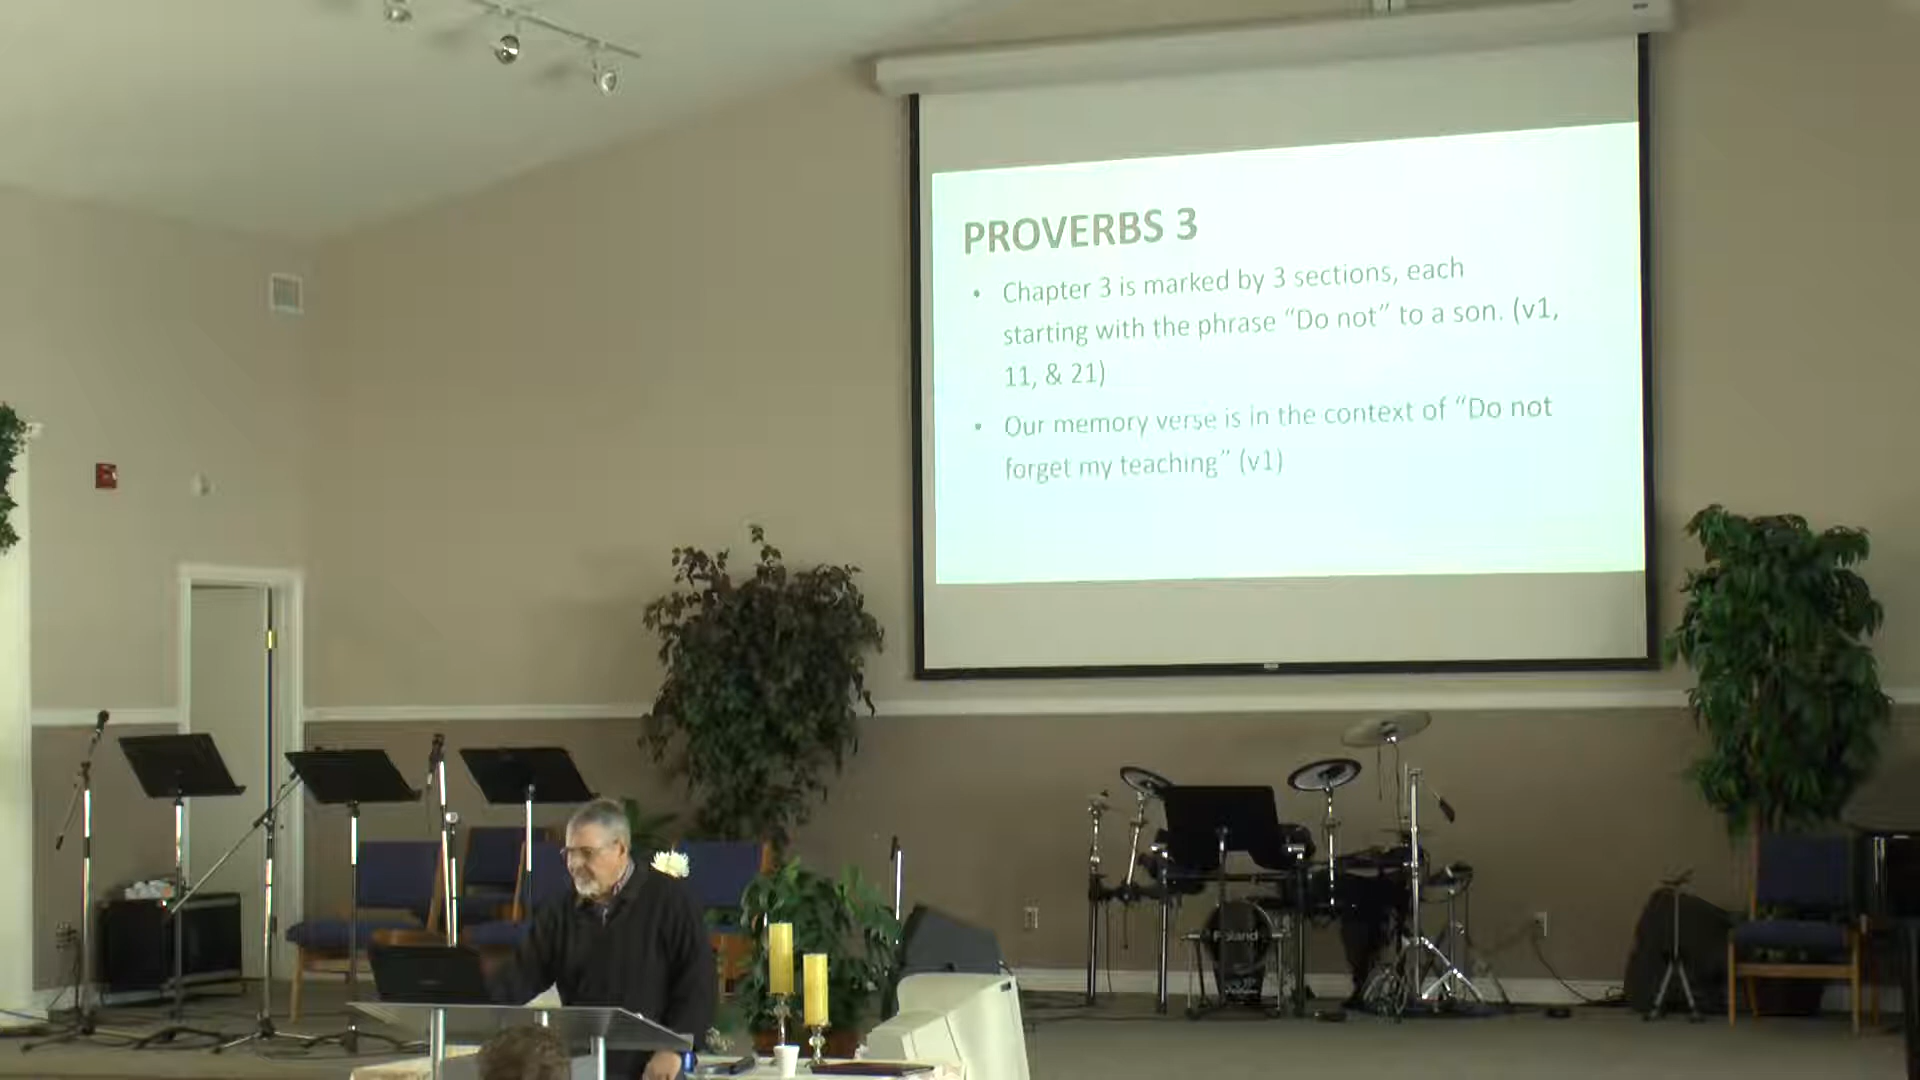 PROVERBS 3
• Chapter 3 is marked by 3 sections, each
starting with the phrase “Do not” to a son. (v1,
11, & 21)
• Our memory verse is in the context of “Do not
forget my teaching” (v1)
Roland